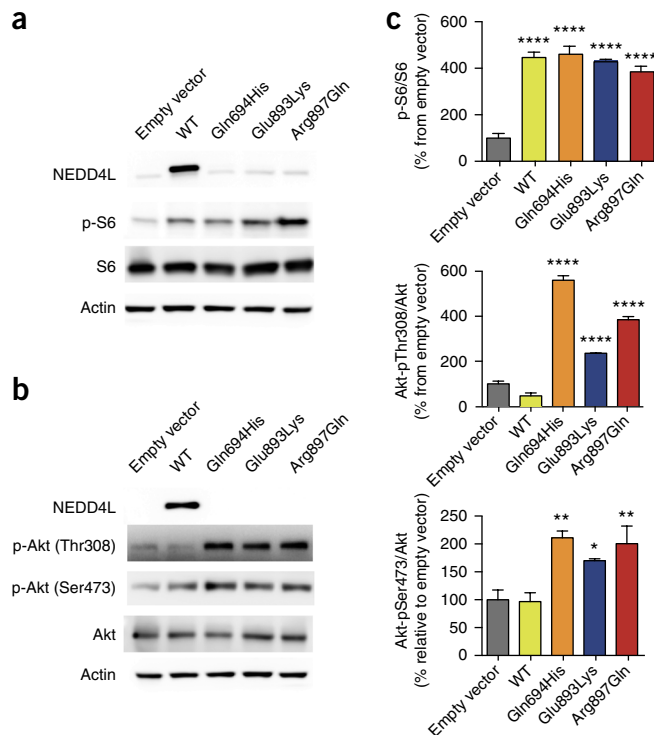 a
Empty vector
WT
Gln694His
Glu893Lys
Arg897Gln
NEDD4L
p-S6
S6
Actin
b
Empty vector
WT
Gln694His
Glu893Lys
Arg897Gln
NEDD4L
p-Akt (Thr308)
p-Akt (Ser473)
Akt
Actin
c
p-S6/S6
(% from empty vector)
600
400
200
0
****
****
****
****
Empty vector
WT
Gln694His
Glu893Lys
Arg897Gln
Akt-pThr308/Akt
(% from empty vector)
600
400
200
0
****
****
****
Empty vector
WT
Gln694His
Glu893Lys
Arg897Gln
Akt-pSer473/Akt
(% relative to empty vector)
250
200
150
100
50
0
**
*
**
Empty vector
WT
Gln694His
Glu893Lys
Arg897Gln